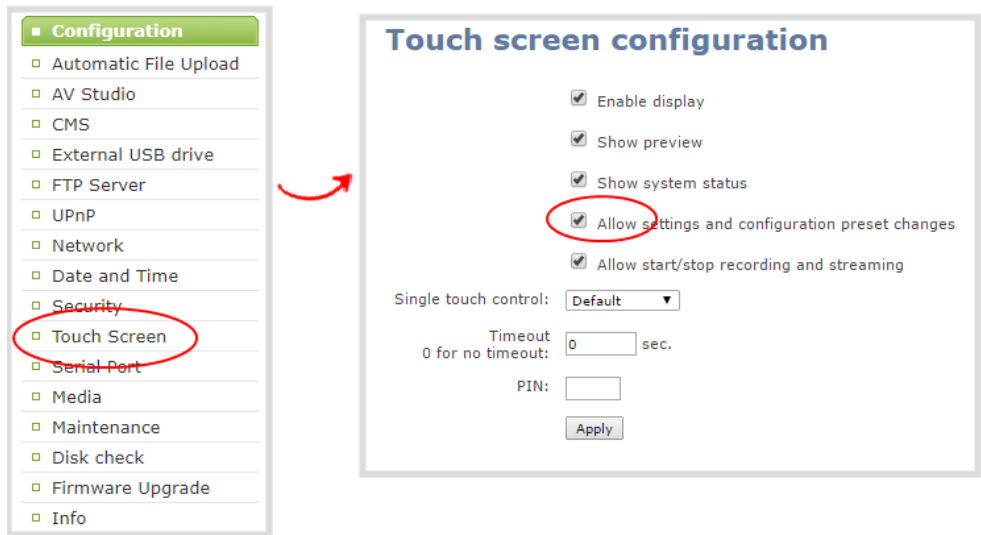 Configuration
Automatic File Upload
AV Studio
CMS
External USB drive
FTP Server
UPnP
Network
Date and Time
Security
Touch Screen
Serial Port
Media
Maintenance
Disk check
Firmware Upgrade
Info
Touch screen configuration
Enable display
Show preview
Show system status
Allow settings and configuration preset changes
Allow start/stop recording and streaming
Single touch control: Default
Timeout
0 for no timeout: 0 sec.
PIN:
Apply